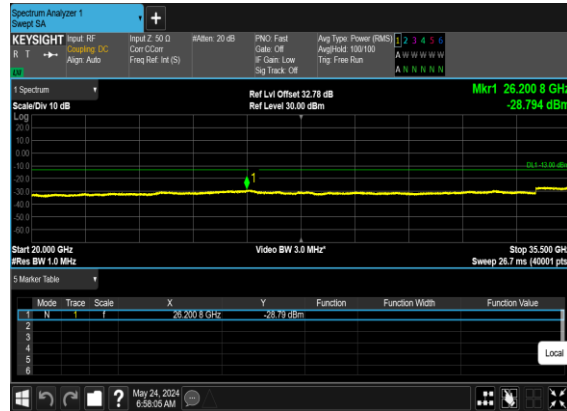 Spectrum Analyzer 1
Swept SA
+
KEYSIGHT
R T
LW
Input: RF
Coupling: DC
Align: Auto
Input Z: 50 Ω
Corr CCorr
Freq Ref: Int (S)
#Atten: 20 dB
PNO: Fast
Gate: Off
IF Gain: Low
Sig Track: Off
Avg Type: Power (RMS)
Avg|Hold: 100/100
Trig: Free Run
1 2 3 4 5 6
A W W W W W
A N N N N N
1 Spectrum
Scale/Div 10 dB
Ref Lvl Offset 32.78 dB
Ref Level 30.00 dBm
Mkr1 26.200 8 GHz
-28.794 dBm
Log
20.0
10.0
0.00
-10.0
-20.0
-30.0
-40.0
-50.0
-60.0
DL1 -13.00 dBm
1
Start 20.000 GHz
#Res BW 1.0 MHz
Video BW 3.0 MHz*
Stop 35.500 GHz
Sweep 26.7 ms (40001 pts)
5 Marker Table
Mode Trace Scale X Y Function Function Width Function Value
1 N 1 f 26.200 8 GHz -28.79 dBm
2
3
4
5
6
Local
?
May 24, 2024
6:58:05 AM